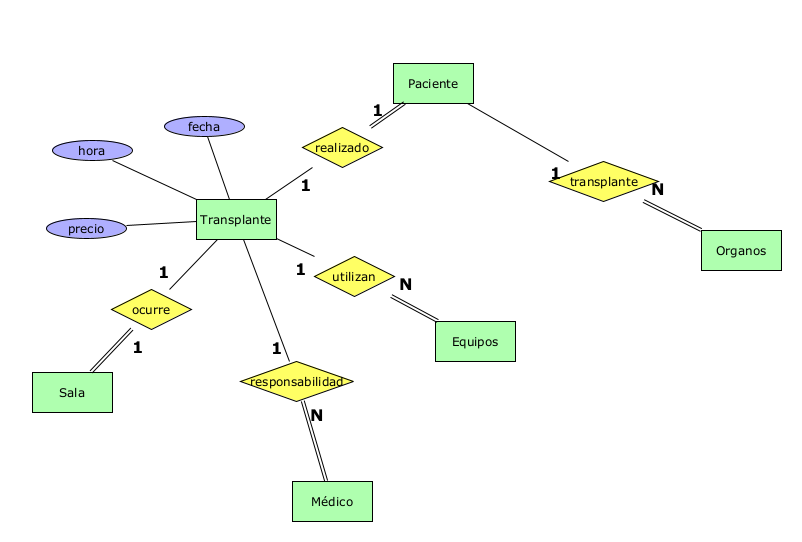 Paciente
1
fecha
realizado
hora
1
transplante
1
N
Transplante
precio
Organos
1
1
utilizan
N
ocurre
Equipos
1
1
responsabilidad
Sala
N
Médico